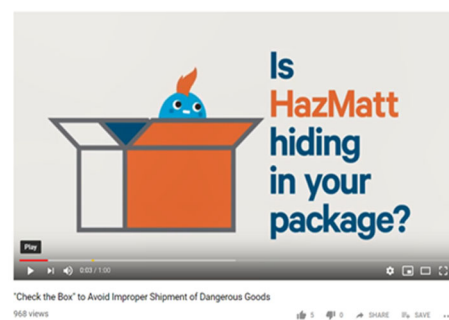 Is
HazMatt
hiding
in your
package?
Play
0:03 / 1:00
"Check the Box" to Avoid Improper Shipment of Dangerous Goods
968 views
5 0 SHARE SAVE